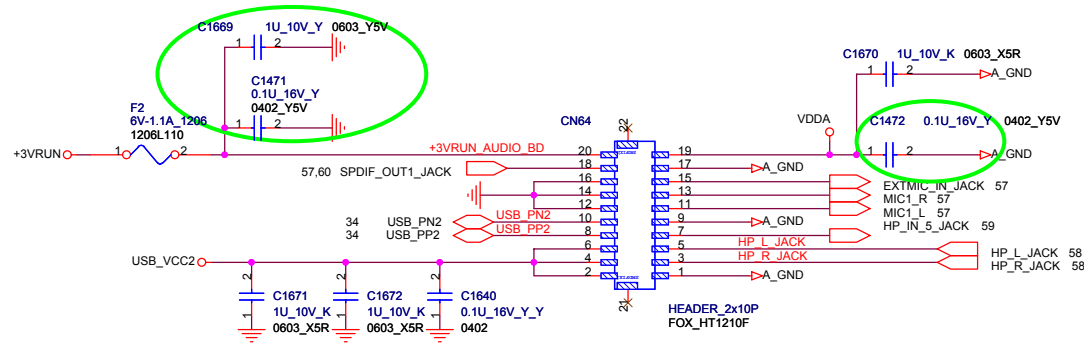 C1669 1U_10V_Y 0603_Y5V
1 2
C1471
0.1U_16V_Y
0402_Y5V
1 2
F2
6V-1.1A_1206
1206L110
+3VRUN 1 2
C1670 1U_10V_K 0603_X5R
1 2 A_GND
VDDA
C1472 0.1U_16V_Y 0402_Y5V
1 2 A_GND
CN64
22
+3VRUN_AUDIO_BD 20 19
57,60 SPDIF_OUT1_JACK 18 17 A_GND
16 15 EXTMIC_IN_JACK 57
14 13 MIC1_R 57
12 11 MIC1_L 57
34 USB_PN2 USB_PN2 10 9 A_GND
34 USB_PP2 USB_PP2 8 7 HP_IN_5_JACK 59
6 5 HP_L_JACK HP_L_JACK 58
USB_VCC2 4 3 HP_R_JACK HP_R_JACK 58
2 1 A_GND
21
HEADER_2x10P
FOX_HT1210F
2 2 2
C1671
1U_10V_K
0603_X5R
C1672
1U_10V_K
0603_X5R
C1640
0.1U_16V_Y_Y
0402
1 1 1